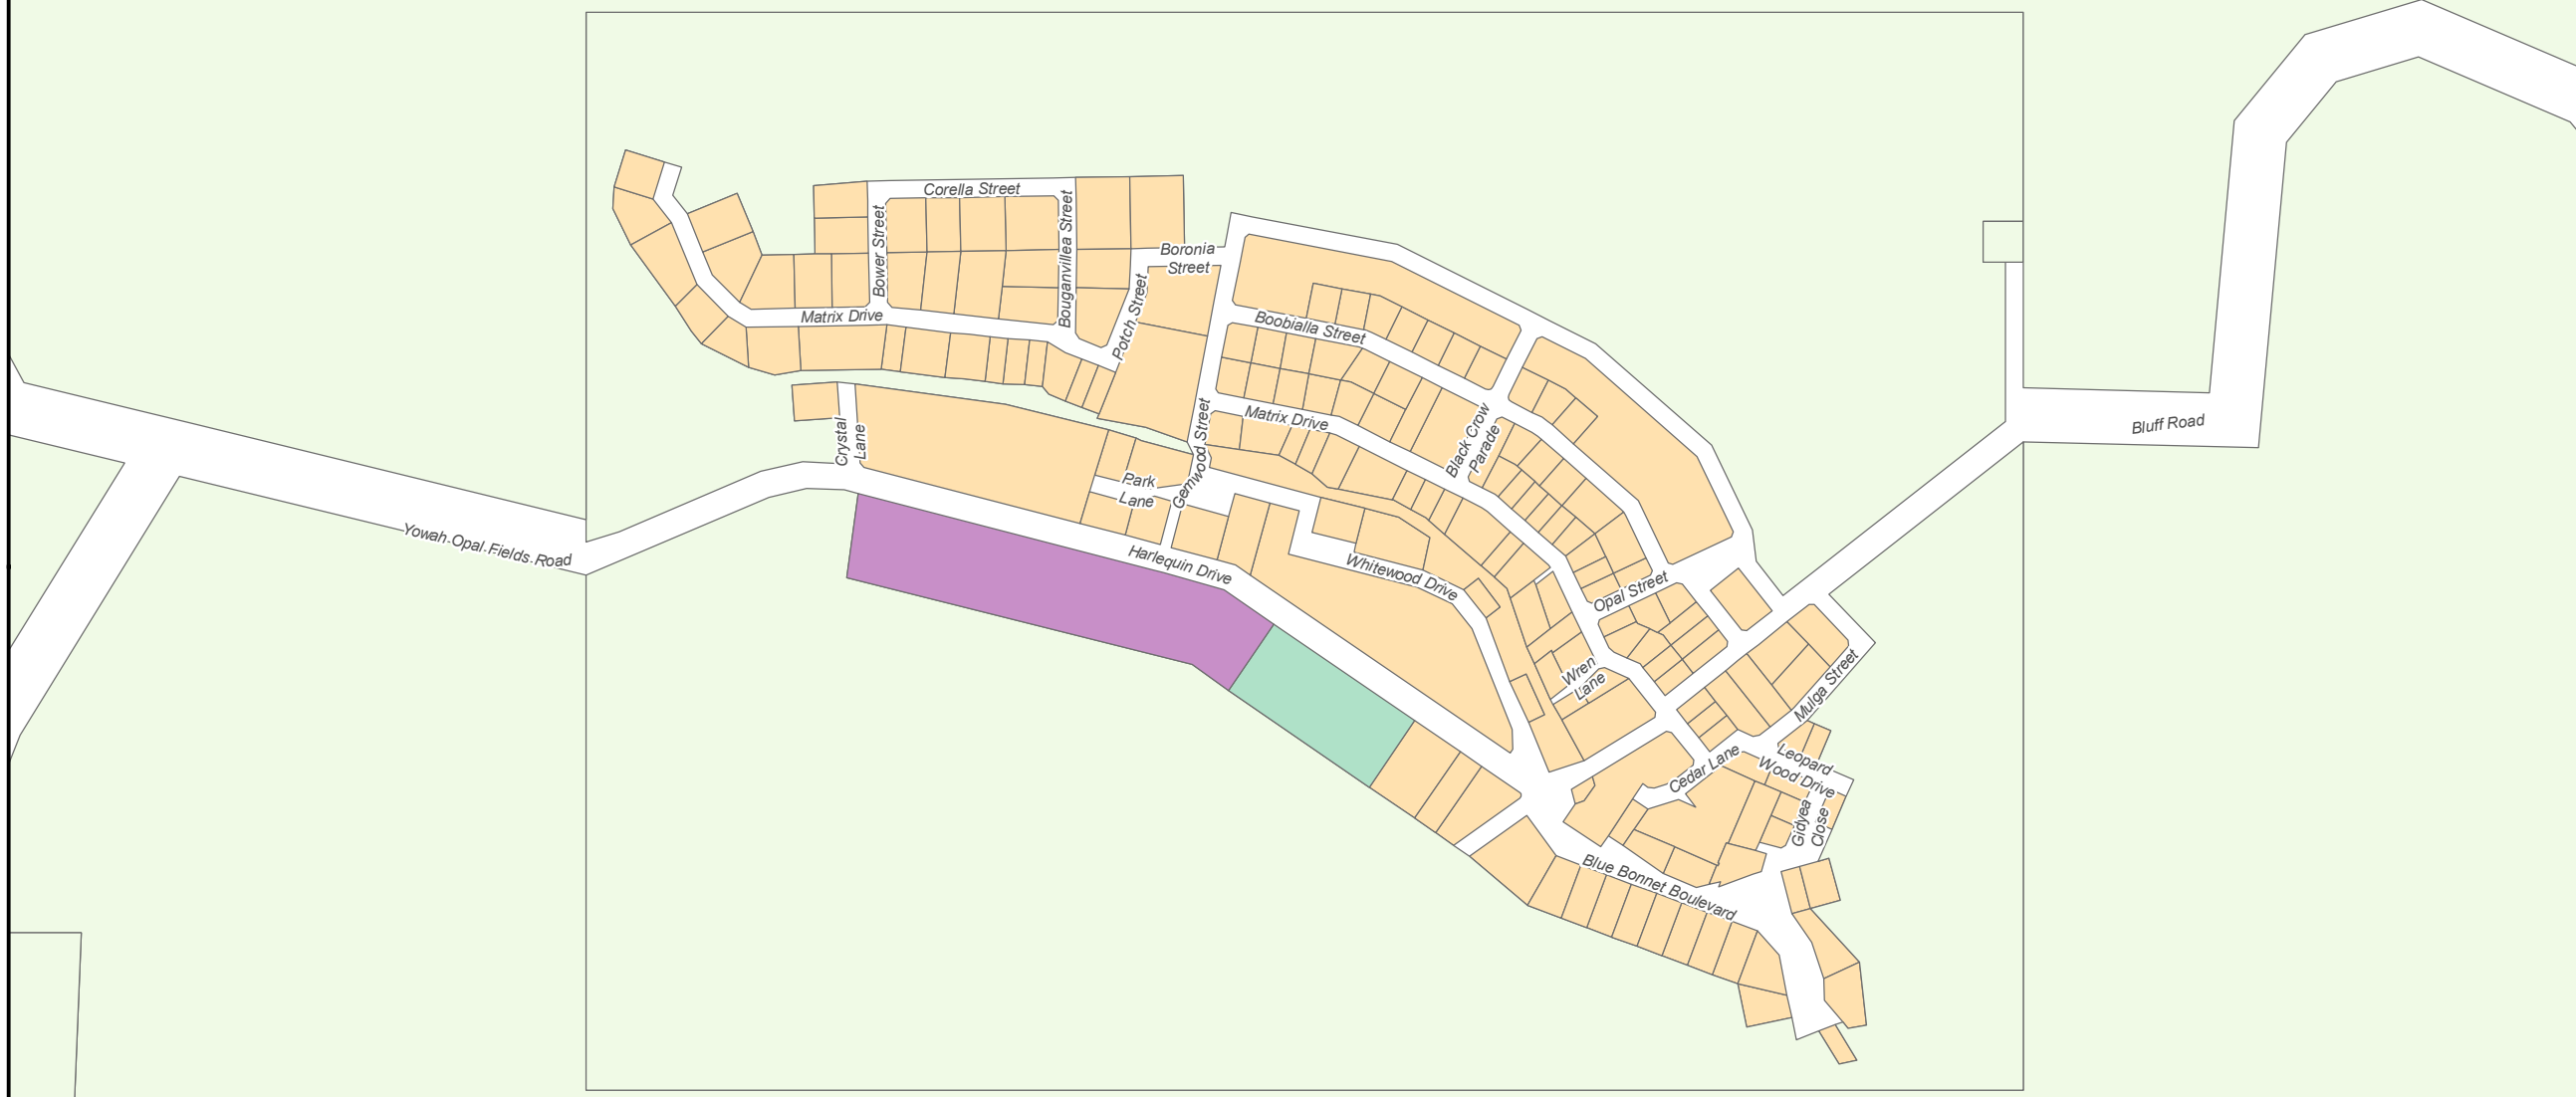 Corella Street
Bower Street
Bouganvillea Street
Boronia
Street
Potch Street
Matrix Drive
Boobialla Street
Matrix Drive
Black Crow
Parade
Gemwood Street
Crystal
Lane
Park
Lane
Bluff Road
Yowah Opal Fields Road
Harlequin Drive
Whitewood Drive
Opal Street
Wren
Lane
Mulga Street
Cedar Lane
Leopard
Wood Drive
Gidyea
Close
Blue Bonnet Boulevard